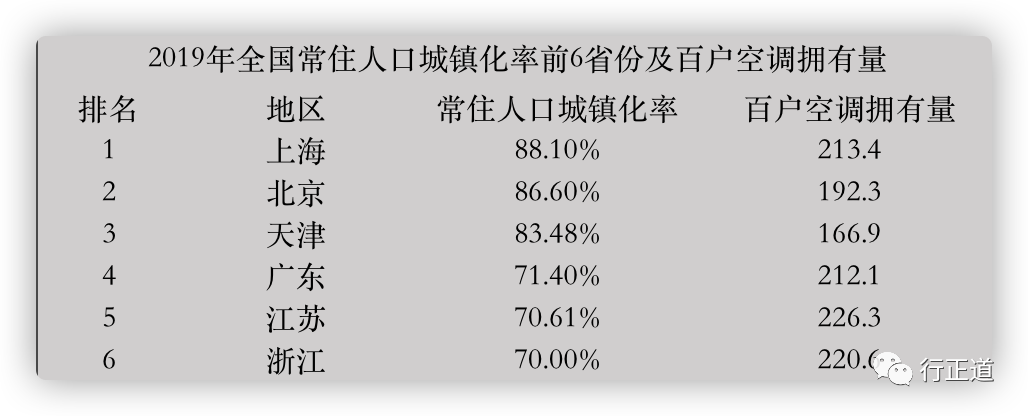 2019年全国常住人口城镇化率前6省份及百户空调拥有量
排名 地区 常住人口城镇化率 百户空调拥有量
1 上海 88.10% 213.4
2 北京 86.60% 192.3
3 天津 83.48% 166.9
4 广东 71.40% 212.1
5 江苏 70.61% 226.3
6 浙江 70.00% 220.6
行正道